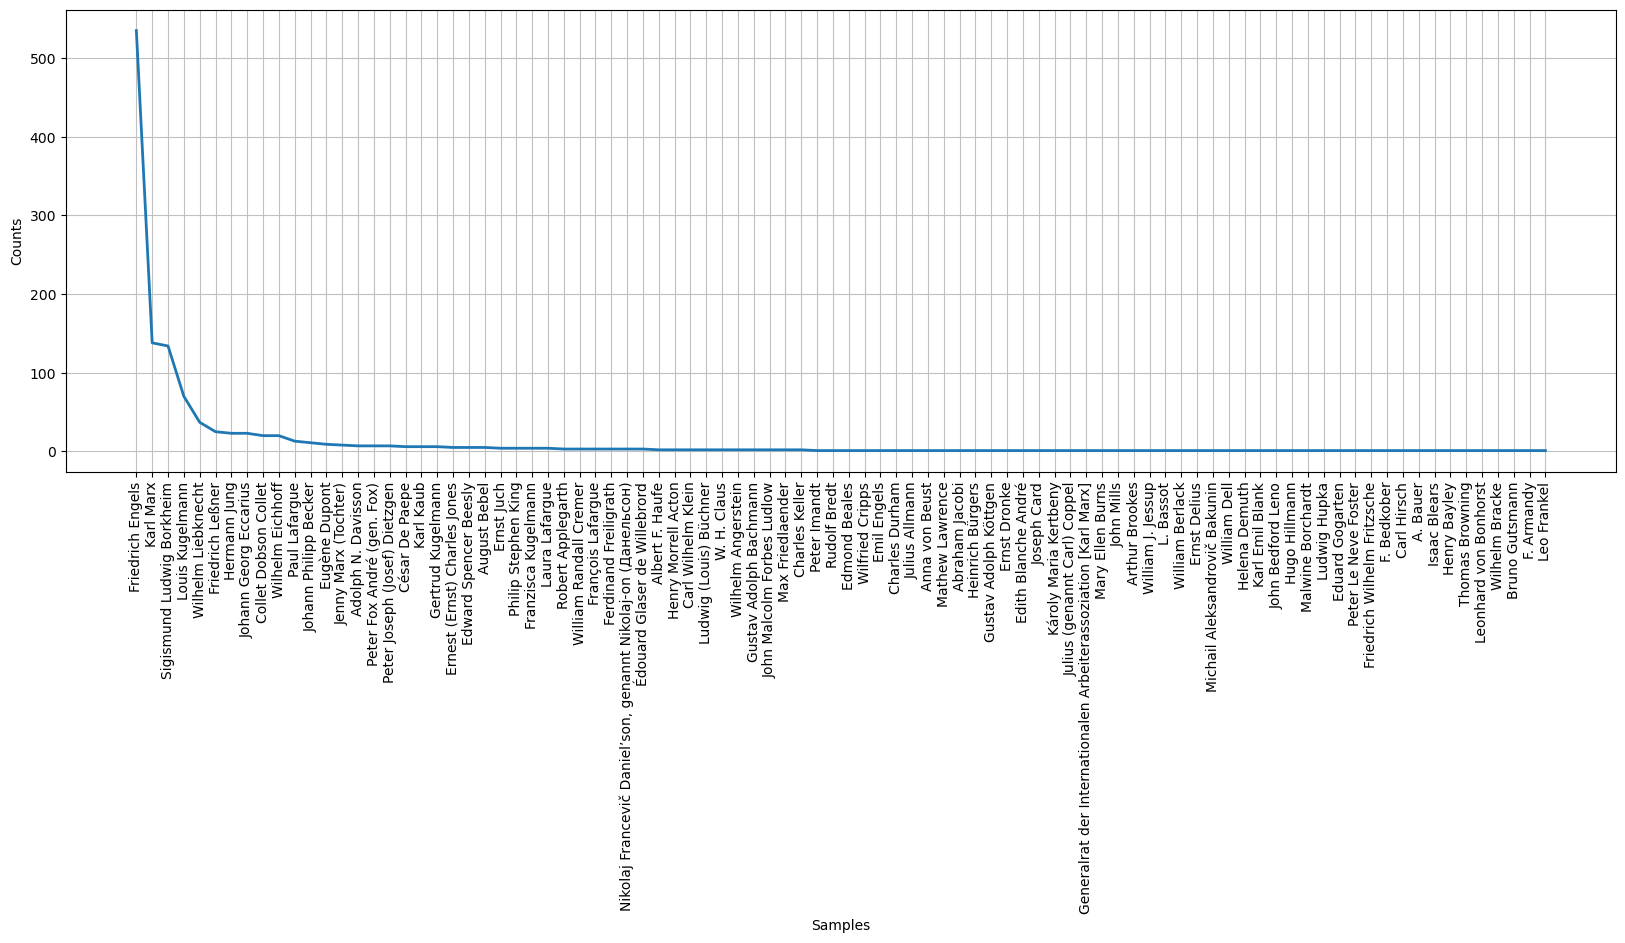 500
400
300
200
100
0
Counts
Friedrich Engels
Karl Marx
Sigismund Ludwig Borkheim
Louis Kugelmann
Wilhelm Liebknecht
Friedrich Leßner
Hermann Jung
Johann Georg Eccarius
Collet Dobson Collet
Wilhelm Eichhoff
Paul Lafargue
Johann Philipp Becker
Eugène Dupont
Jenny Marx (Tochter)
Adolph N. Davisson
Peter Fox André (gen. Fox)
Peter Joseph (Josef) Dietzgen
César De Paepe
Karl Kaub
Gertrud Kugelmann
Ernest (Ernst) Charles Jones
Edward Spencer Beesly
August Bebel
Ernst Juch
Philip Stephen King
Franzisca Kugelmann
Laura Lafargue
Robert Applegarth
William Randall Cremer
François Lafargue
Ferdinand Freiligrath
Nikolaj Francevič Daniel’son, genannt Nikolaj-on (Данельсон)
Édouard Glaser de Willebrord
Albert F. Haufe
Henry Morrell Acton
Carl Wilhelm Klein
Ludwig (Louis) Büchner
W. H. Claus
Wilhelm Angerstein
Gustav Adolph Bachmann
John Malcolm Forbes Ludlow
Max Friedlaender
Charles Keller
Peter Imandt
Rudolf Bredt
Edmond Beales
Wilfried Cripps
Emil Engels
Charles Durham
Julius Allmann
Anna von Beust
Mathew Lawrence
Abraham Jacobi
Heinrich Bürgers
Gustav Adolph Köttgen
Ernst Dronke
Edith Blanche André
Joseph Card
Károly Maria Kertbeny
Julius (genannt Carl) Coppel
Generalrat der Internationalen Arbeiterassoziation [Karl Marx]
Mary Ellen Burns
John Mills
Arthur Brookes
William J. Jessup
L. Bassot
William Berlack
Ernst Delius
Michail Aleksandrovič Bakunin
William Dell
Helena Demuth
Karl Emil Blank
John Bedford Leno
Hugo Hillmann
Malwine Borchardt
Ludwig Hupka
Eduard Gogarten
Peter Le Neve Foster
Friedrich Wilhelm Fritzsche
F. Bedkober
Carl Hirsch
A. Bauer
Isaac Blears
Henry Bayley
Thomas Browning
Leonhard von Bonhorst
Wilhelm Bracke
Bruno Gutsmann
F. Armandy
Leo Frankel
Samples